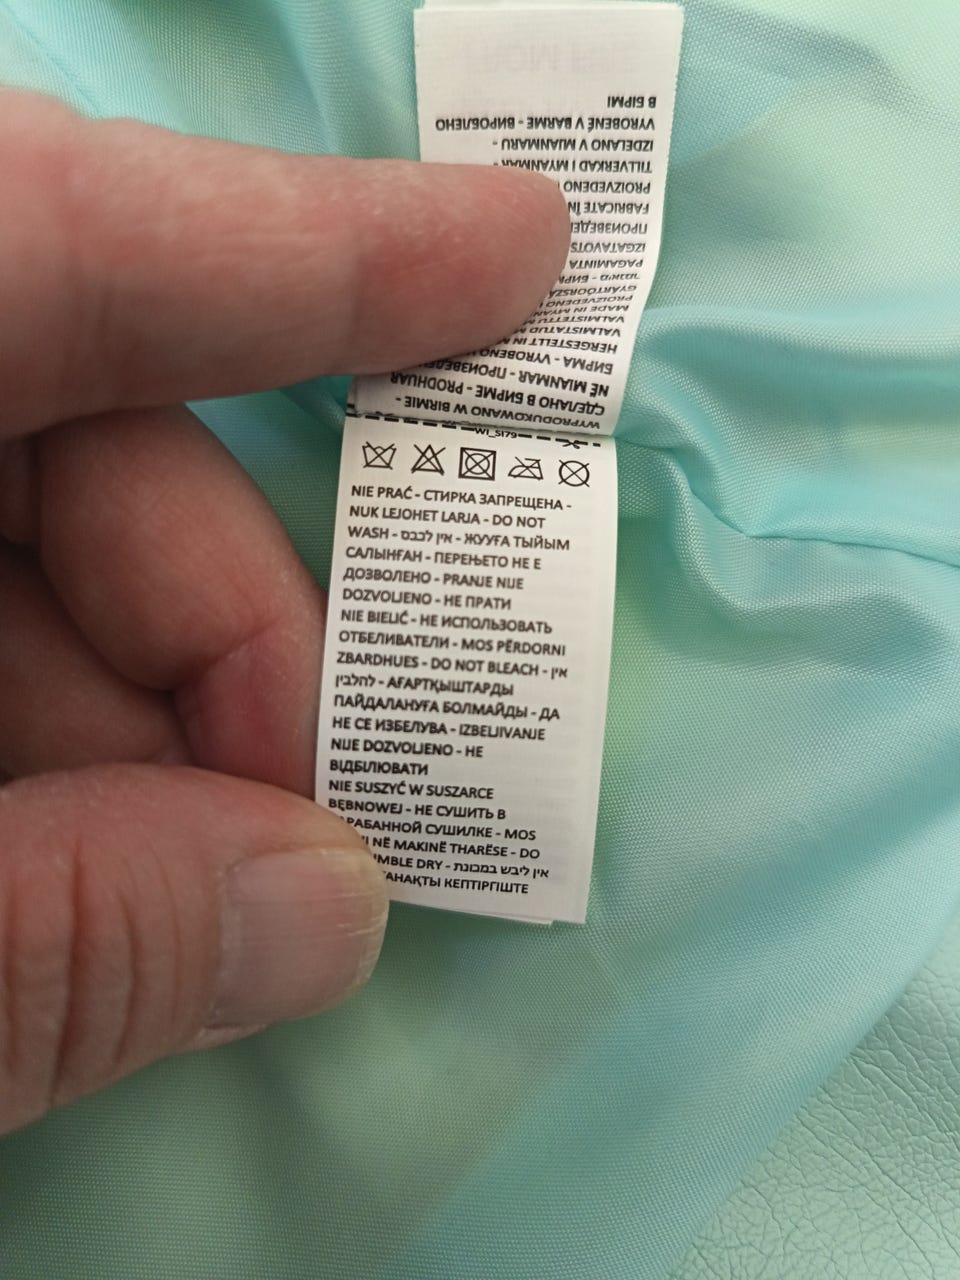 WYPRODUKOWANO W BIRMIE -
СДЕЛАНО В БИРМЕ - PRODHUAR
NË MIANMAR -
БИРМА - VYROBENO
HERGESTELLT IN
VALMISTATUD
VALMISTETTU
MADE IN
PROIZVEDENO
PAGAMINTA
IZGATAVOTS
FABRICATE ÎN
PROIZVEDENO
TILLVERKAD I MYANMAR -
IZDELANO V MIANMARU -
VYROBENÉ V BARME - ВИРОБЛЕНО
В БІРМІ
WI_SI79
NIE PRAĆ - СТИРКА ЗАПРЕЩЕНА -
NUK LEJOHET LARJA - DO NOT
WASH - אין לכבס - ЖУУҒА ТЫЙЫМ
САЛЫНҒАН - ПЕРЕЊЕТО НЕ Е
ДОЗВОЛЕНО - PRANJE NIJE
DOZVOLJENO - НЕ ПРАТИ
NIE BIELIĆ - НЕ ИСПОЛЬЗОВАТЬ
ОТБЕЛИВАТЕЛИ - MOS PËRDORNI
ZBARDHUES - DO NOT BLEACH - אין
להלבין - АҒАРТҚЫШТАРДЫ
ПАЙДАЛАНУҒА БОЛМАЙДЫ - ДА
НЕ СЕ ИЗБЕЛУВА - IZBELJIVANJE
NIJE DOZVOLJENO - НЕ
ВІДБІЛЮВАТИ
NIE SUSZYĆ W SUSZARCE
BĘBNOWEJ - НЕ СУШИТЬ В
БАРАБАННОЙ СУШИЛКЕ - MOS
NË MAKINË THARËSE - DO
TUMBLE DRY - אין לייבש במכונת
КЕПТІРГІШТЕ